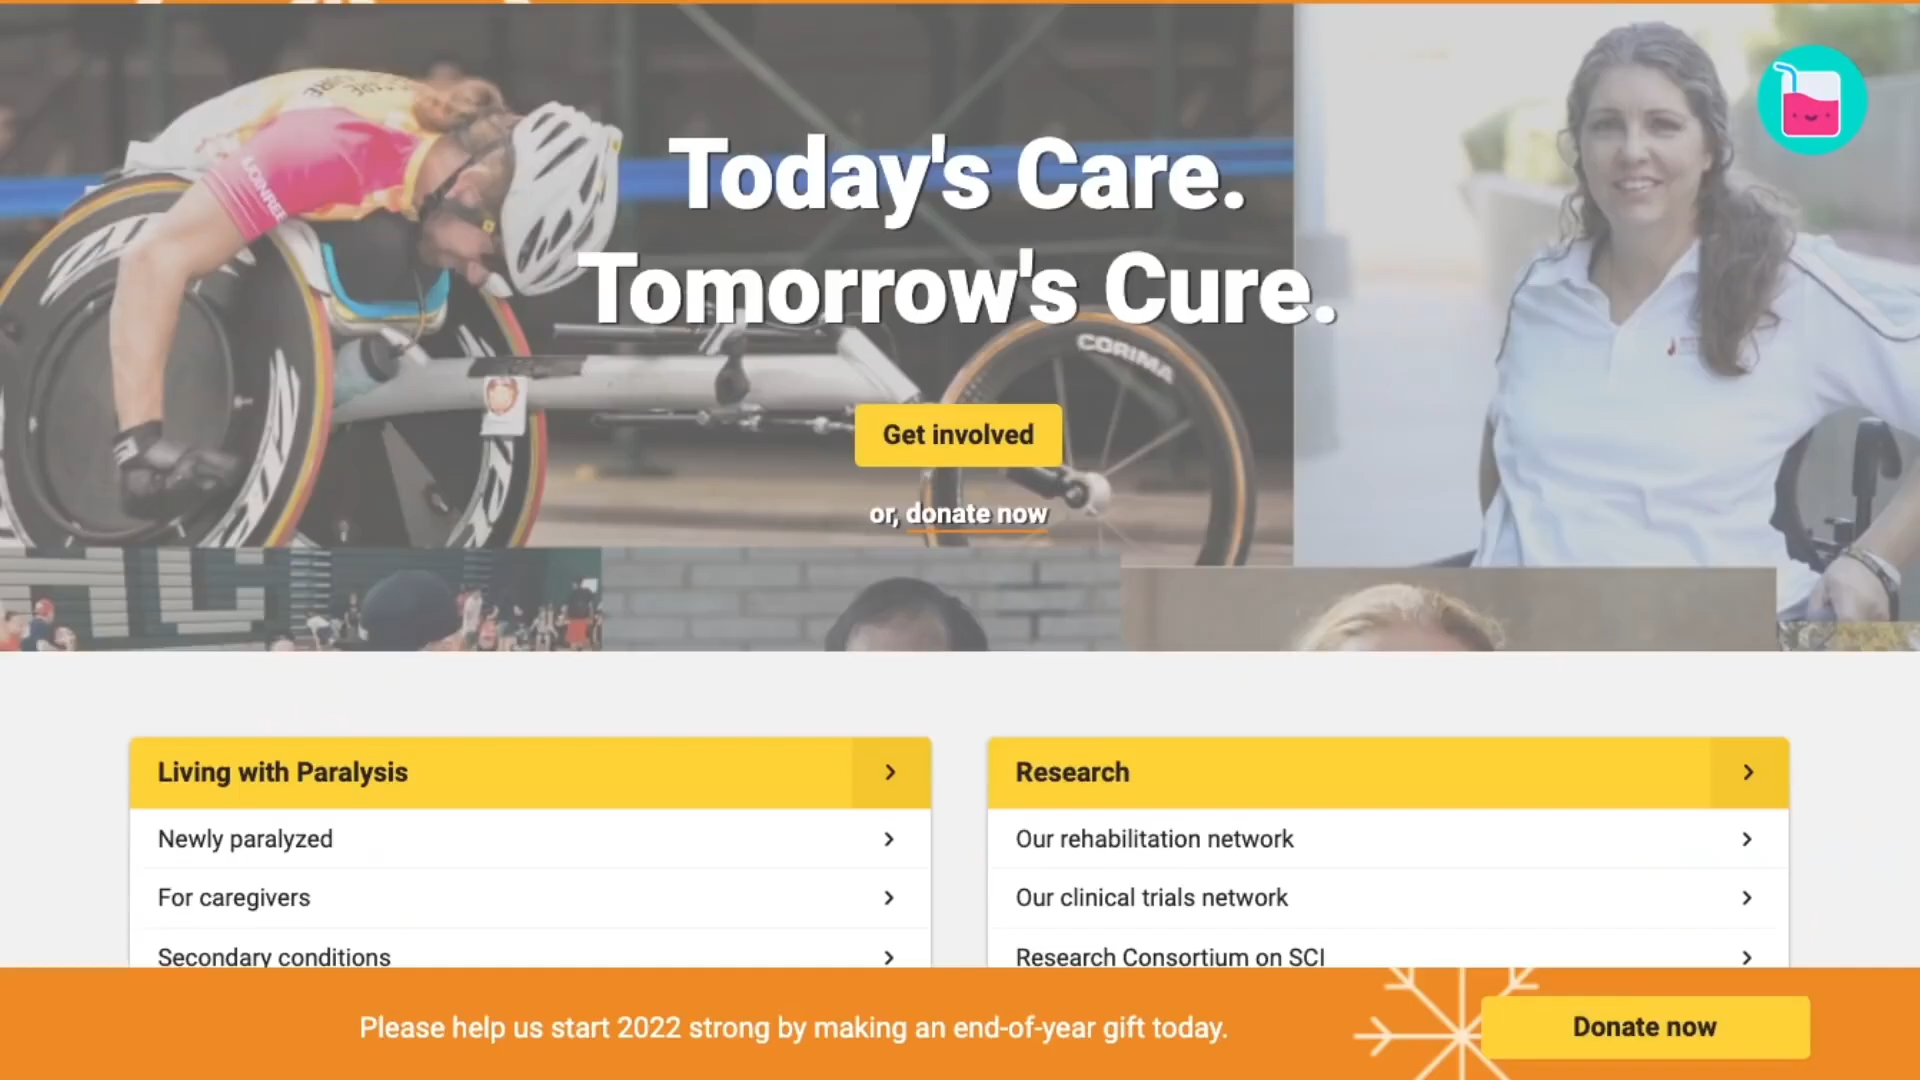 Today's Care.
Tomorrow's Cure.
CORIMA
Get involved
or, donate now
Living with Paralysis
Newly paralyzed
For caregivers
Secondary conditions
Research
Our rehabilitation network
Our clinical trials network
Research Consortium on SCI
Please help us start 2022 strong by making an end-of-year gift today.
Donate now